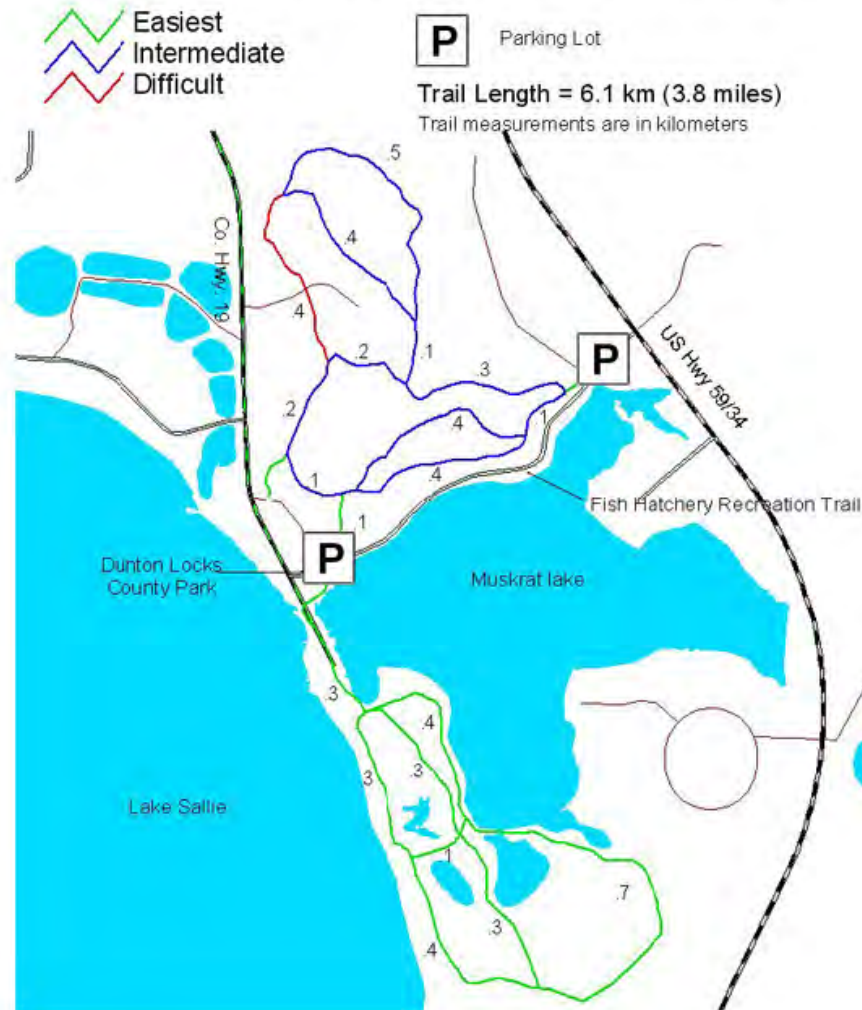 Easiest
Intermediate
Difficult
P
Parking Lot
Trail Length = 6.1 km (3.8 miles)
Trail measurements are in kilometers
.5
Co. Hwy. 19
.4
.4
.2
.1
.3
P
US Hwy 59/34
.2
.4
.1
.1
.4
Fish Hatchery Recreation Trail
.1
P
Dunton Locks
County Park
Muskrat lake
.3
.4
.3
.3
Lake Sallie
.1
.7
.3
.4